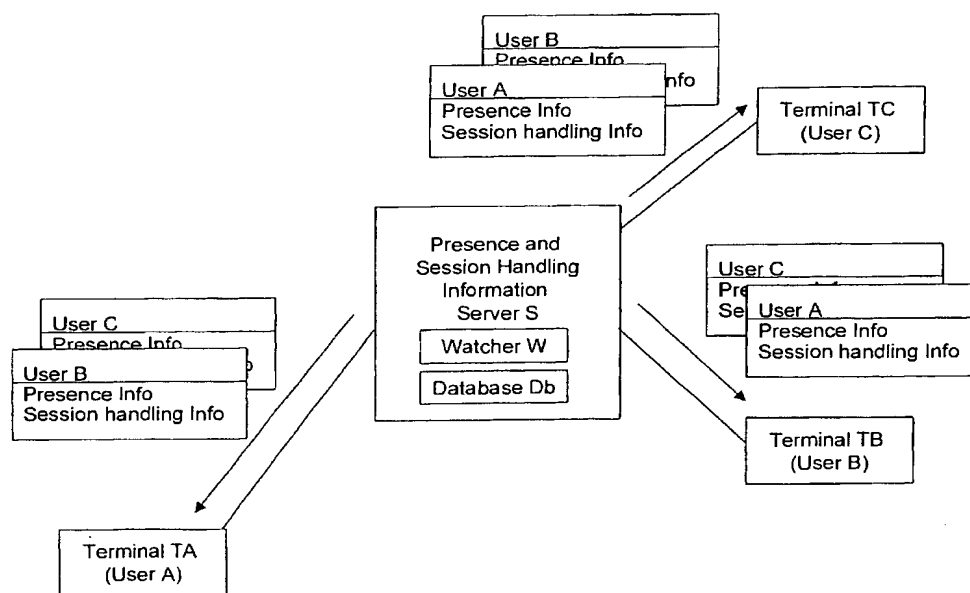 User B
Presence Info
nfo
User A
Presence Info
Session handling Info
Terminal TC
(User C)
Presence and
Session Handling
Information
Server S
Watcher W
Database Db
User C
Pre
Se
User A
Presence Info
Session handling Info
User C
Presence Info
User B
Presence Info
Session handling Info
Terminal TB
(User B)
Terminal TA
(User A)